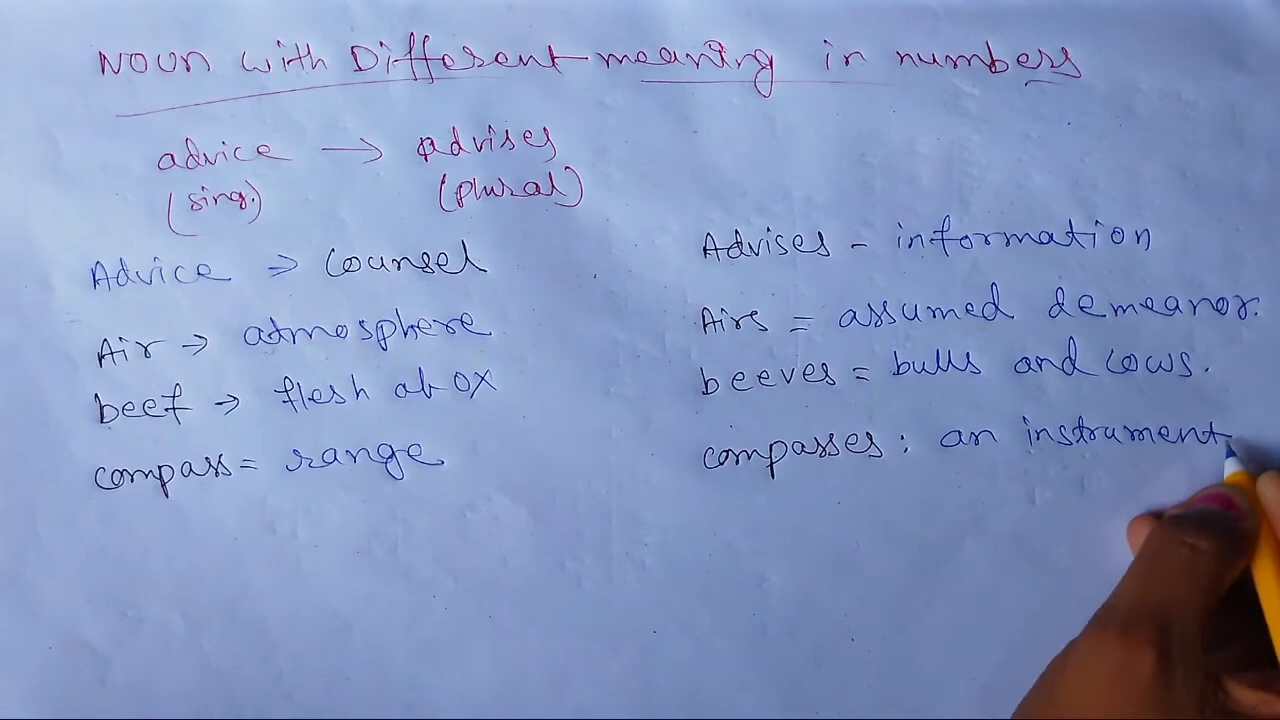 Noun with Different meaning in numbers
advice → advises
(sing.) (plural)
Advice ⇒ counsel
Advises - information
Air → atmosphere
Airs = assumed demeanor.
beef → flesh of ox
beeves = bulls and cows.
compass = range
compasses : an instrument